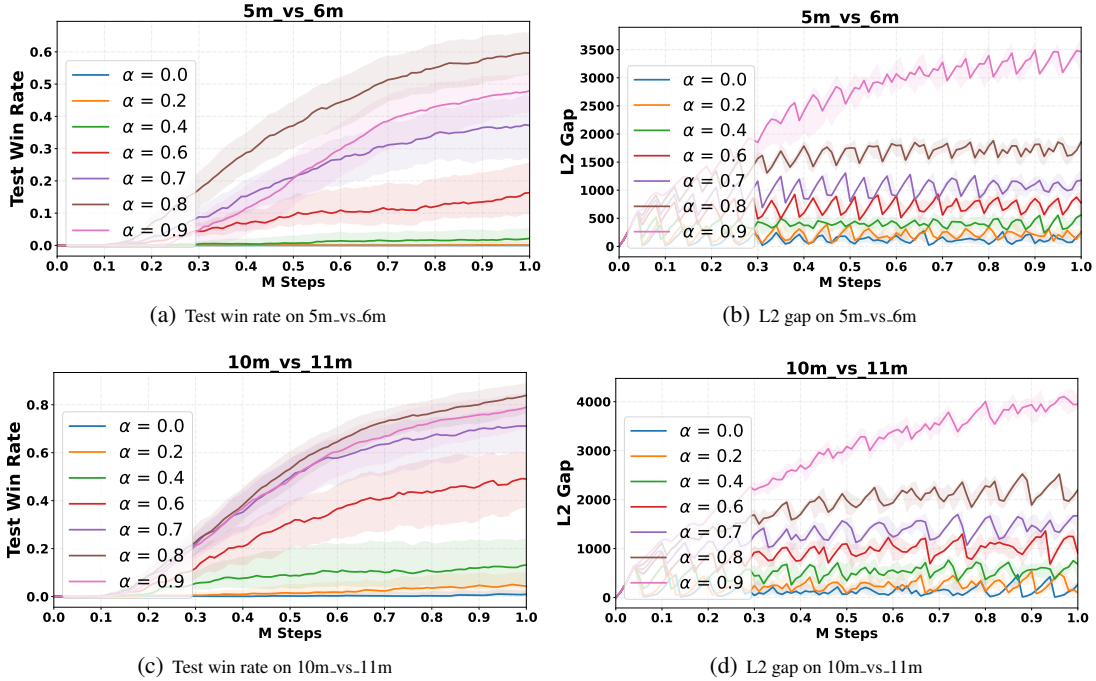 5m_vs_6m
Test Win Rate
0.6
0.5
0.4
0.3
0.2
0.1
0.0
α = 0.0
α = 0.2
α = 0.4
α = 0.6
α = 0.7
α = 0.8
α = 0.9
0.0 0.1 0.2 0.3 0.4 0.5 0.6 0.7 0.8 0.9 1.0
M Steps
(a) Test win rate on 5m_vs_6m
5m_vs_6m
L2 Gap
3500
3000
2500
2000
1500
1000
500
0
α = 0.0
α = 0.2
α = 0.4
α = 0.6
α = 0.7
α = 0.8
α = 0.9
0.0 0.1 0.2 0.3 0.4 0.5 0.6 0.7 0.8 0.9 1.0
M Steps
(b) L2 gap on 5m_vs_6m
10m_vs_11m
Test Win Rate
0.8
0.6
0.4
0.2
0.0
α = 0.0
α = 0.2
α = 0.4
α = 0.6
α = 0.7
α = 0.8
α = 0.9
0.0 0.1 0.2 0.3 0.4 0.5 0.6 0.7 0.8 0.9 1.0
M Steps
(c) Test win rate on 10m_vs_11m
10m_vs_11m
L2 Gap
4000
3000
2000
1000
0
α = 0.0
α = 0.2
α = 0.4
α = 0.6
α = 0.7
α = 0.8
α = 0.9
0.0 0.1 0.2 0.3 0.4 0.5 0.6 0.7 0.8 0.9 1.0
M Steps
(d) L2 gap on 10m_vs_11m